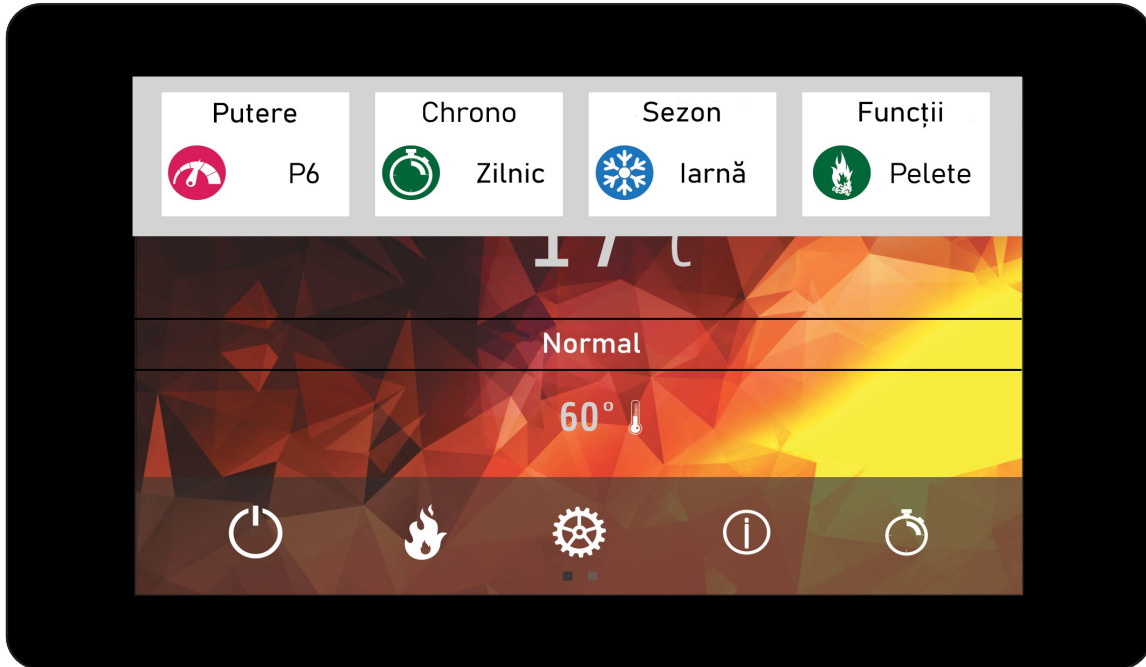 Putere
P6
Chrono
Zilnic
Sezon
Iarnă
Funcții
Pelete
Normal
60°